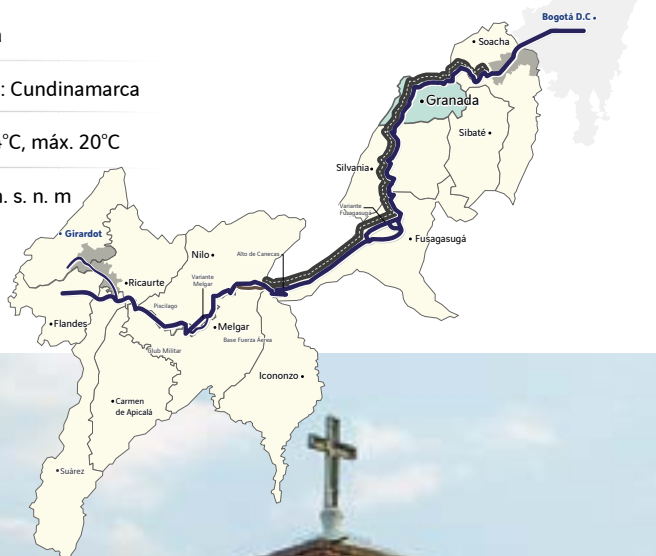 : Cundinamarca
°C, máx. 20°C
. s. n. m
Bogotá D.C
Soacha
Granada
Sibaté
Silvania
Variante
Fusagasugá
Fusagasugá
Girardot
Nilo
Alto de Canecas
Ricaurte
Variante
Melgar
Piscilago
Flandes
Melgar
Club Militar
Base Fuerza Aérea
Icononzo
Carmen
de Apicalá
Suárez